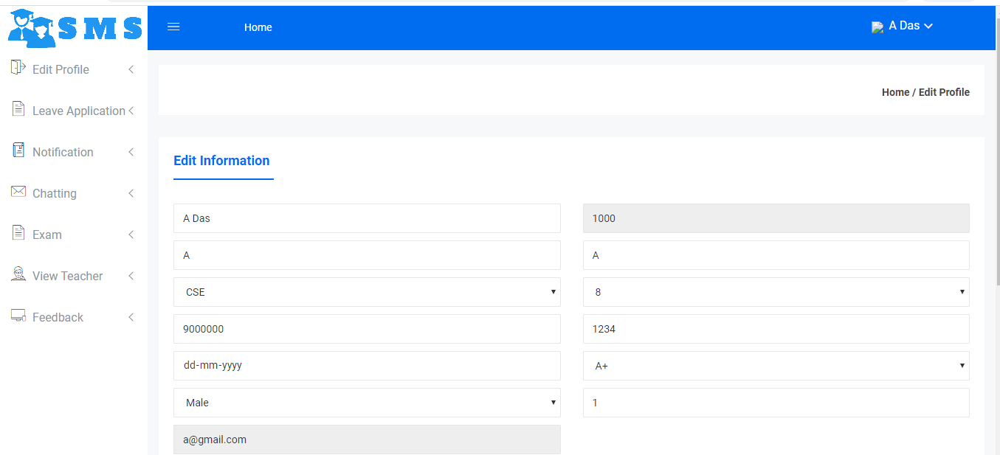 SMS
Home
A Das
Edit Profile
Leave Application
Notification
Chatting
Exam
View Teacher
Feedback
Home / Edit Profile
Edit Information
A Das
1000
A
A
CSE
8
9000000
1234
dd-mm-yyyy
A+
Male
1
a@gmail.com